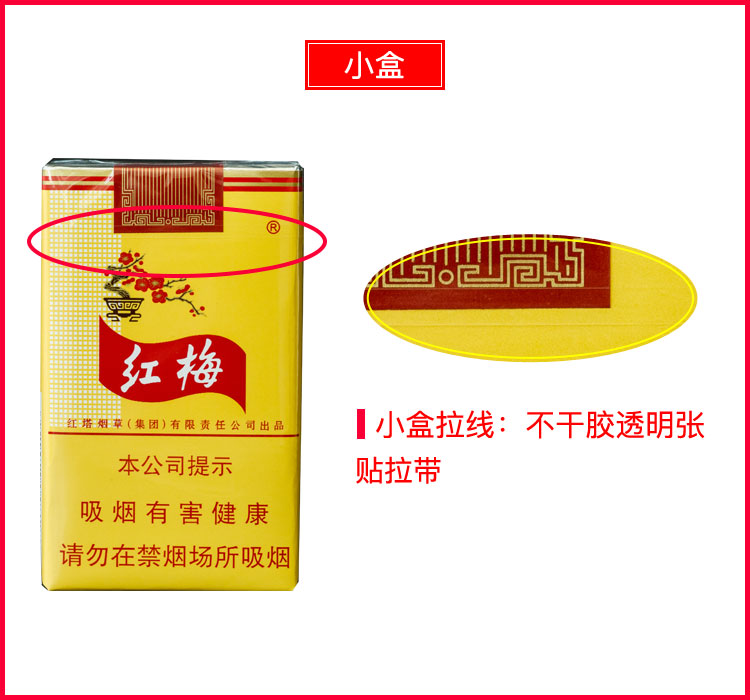 小盒
®
红梅
红塔烟草(集团)有限责任公司出品
本公司提示
吸烟有害健康
请勿在禁烟场所吸烟
小盒拉线：不干胶透明张
贴拉带